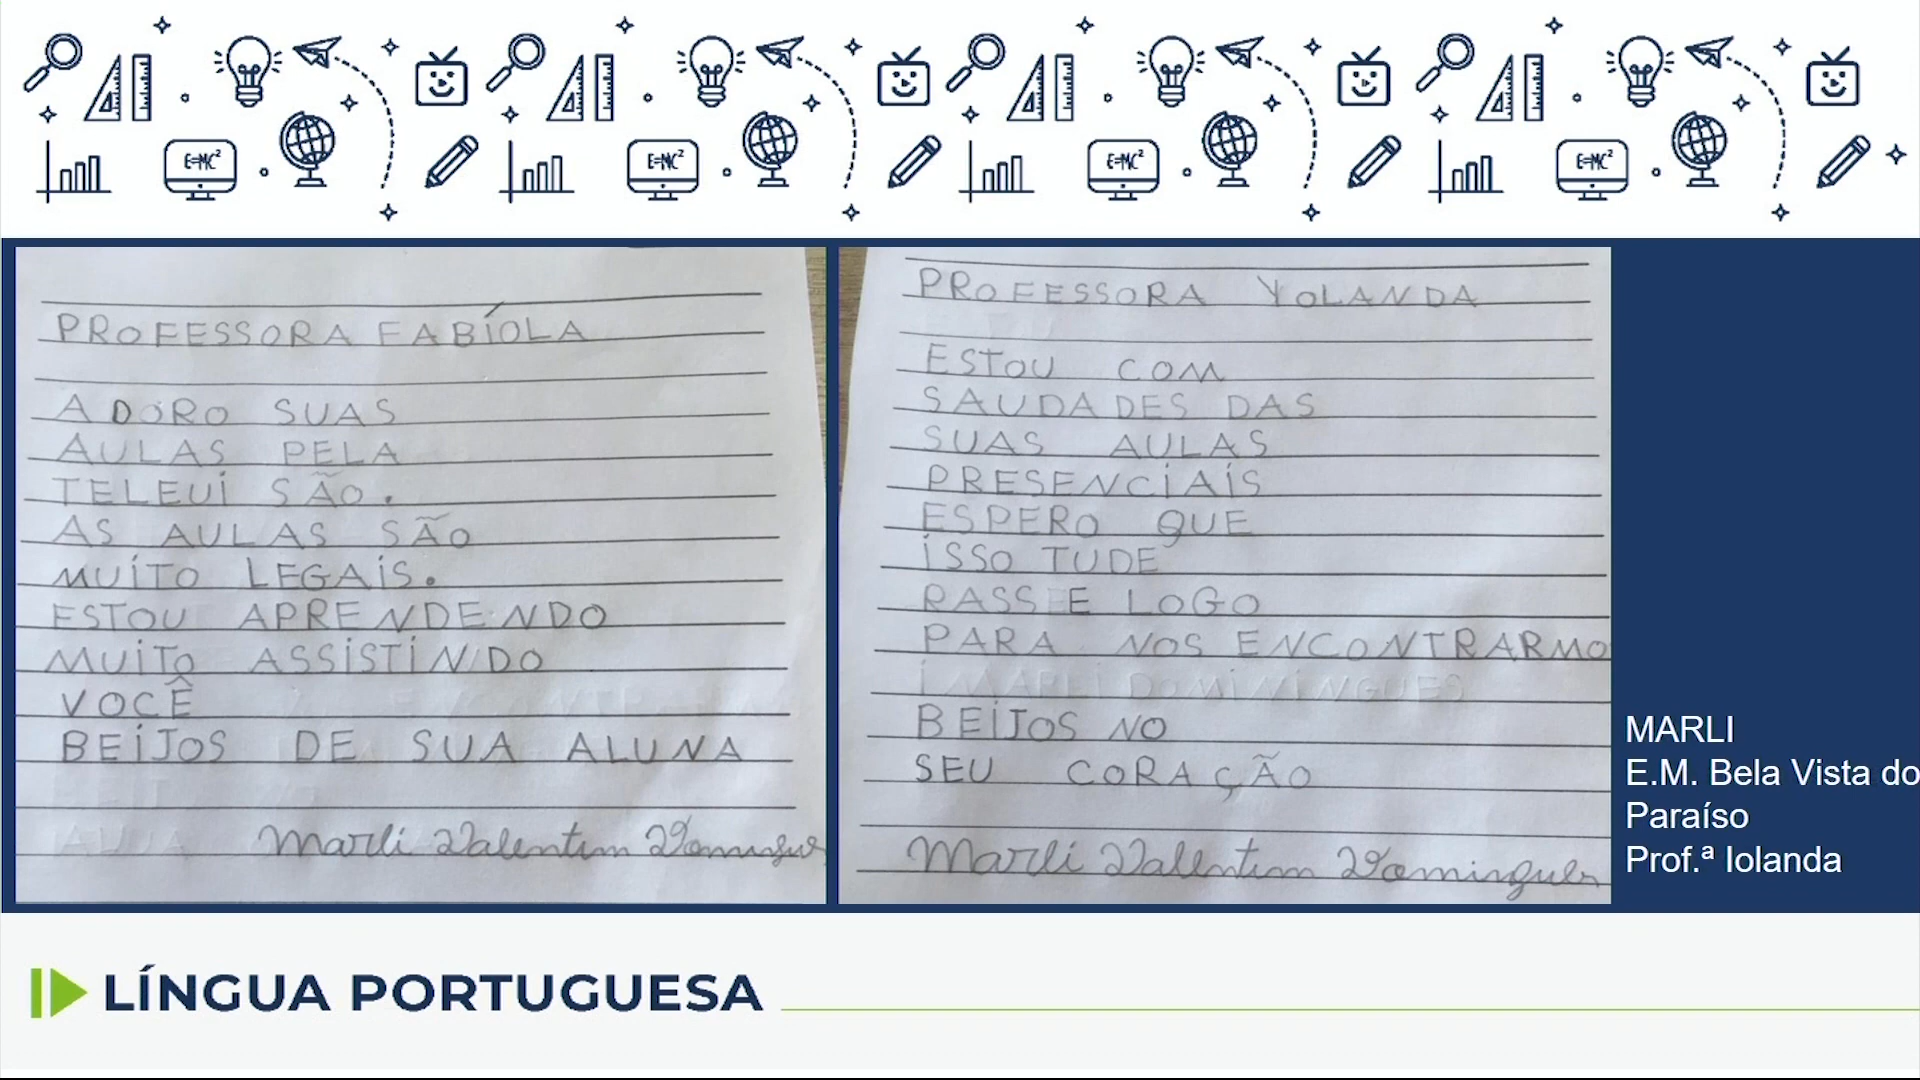 E=MC²
E=MC²
E=MC²
E=MC²
PROFESSORA FABÍOLA
ADORO SUAS
AULAS PELA
TELEUISÃO.
AS AULAS SÃO
MUITO LEGAIS.
ESTOU APRENDENDO
MUITO ASSISTINDO
VOCÊ
BEIJOS DE SUA ALUNA
Marli Valentim Domingues
PROFESSORA YOLANDA
ESTOU COM
SAUDADES DAS
SUAS AULAS
PRESENCIAIS
ESPERO QUE
ISSO TUDE
PASSE LOGO
PARA NOS ENCONTRARMO
BEIJOS NO
SEU CORAÇÃO
Marli Valentim Domingues
MARLI
E.M. Bela Vista do
Paraíso
Prof.ª Iolanda
LÍNGUA PORTUGUESA